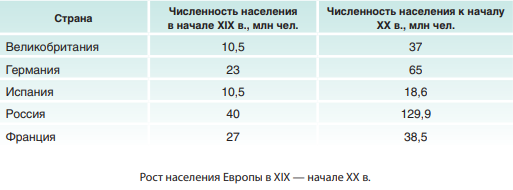 Страна Численность населения в начале XIX в., млн чел. Численность населения к началу XX в., млн чел.
Великобритания 10,5 37
Германия 23 65
Испания 10,5 18,6
Россия 40 129,9
Франция 27 38,5
Рост населения Европы в XIX — начале XX в.